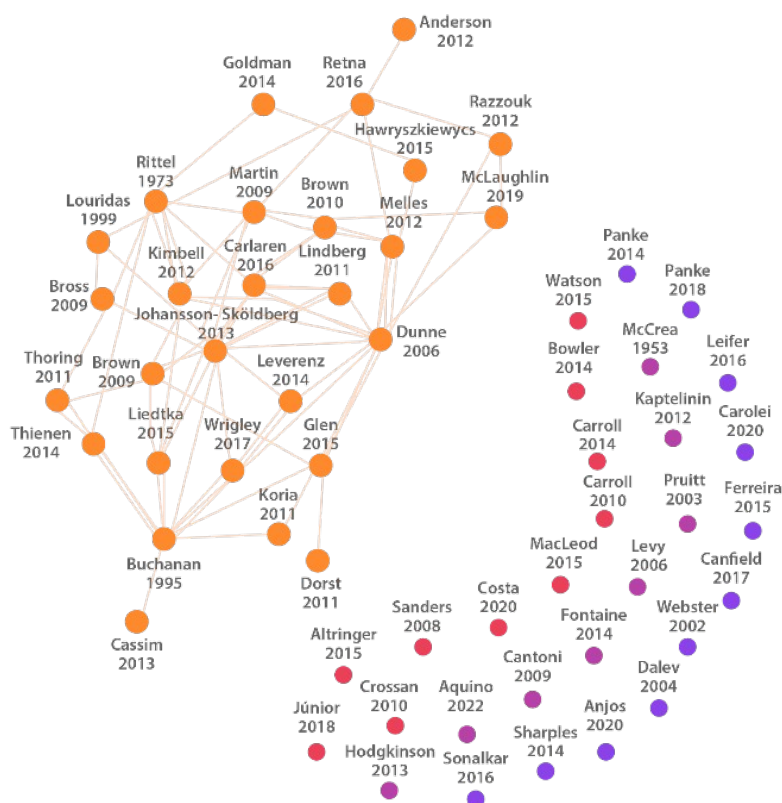 Anderson
2012
Goldman
2014
Retna
2016
Razzouk
2012
Hawryszkiewycs
2015
Rittel
1973
Martin
2009
Brown
2010
McLaughlin
2019
Louridas
1999
Melles
2012
Kimbell
2012
Carlaren
2016
Lindberg
2011
Panke
2014
Panke
2018
Watson
2015
Bross
2009
Johansson- Sköldberg
2013
Dunne
2006
McCrea
1953
Leifer
2016
Bowler
2014
Thoring
2011
Brown
2009
Leverenz
2014
Kaptelinin
2012
Carolei
2020
Thienen
2014
Liedtka
2015
Wrigley
2017
Glen
2015
Carroll
2014
Carroll
2010
Pruitt
2003
Ferreira
2015
Koria
2011
Buchanan
1995
Dorst
2011
MacLeod
2015
Levy
2006
Canfield
2017
Cassim
2013
Costa
2020
Sanders
2008
Fontaine
2014
Webster
2002
Altringer
2015
Cantoni
2009
Dalev
2004
Crossan
2010
Aquino
2022
Anjos
2020
Júnior
2018
Sharples
2014
Hodgkinson
2013
Sonalkar
2016